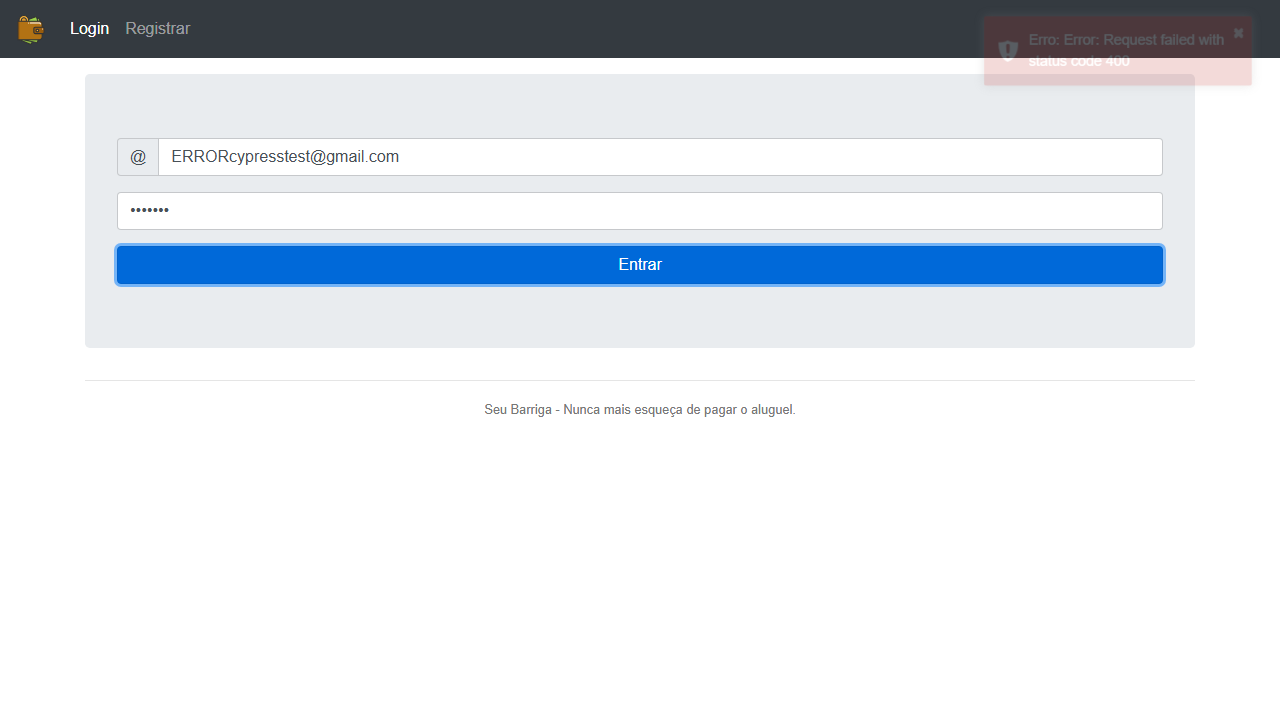 Login
Registrar
Erro: Error: Request failed with
status code 400
@
ERRORcypresstest@gmail.com
•••••••
Entrar
Seu Barriga - Nunca mais esqueça de pagar o aluguel.